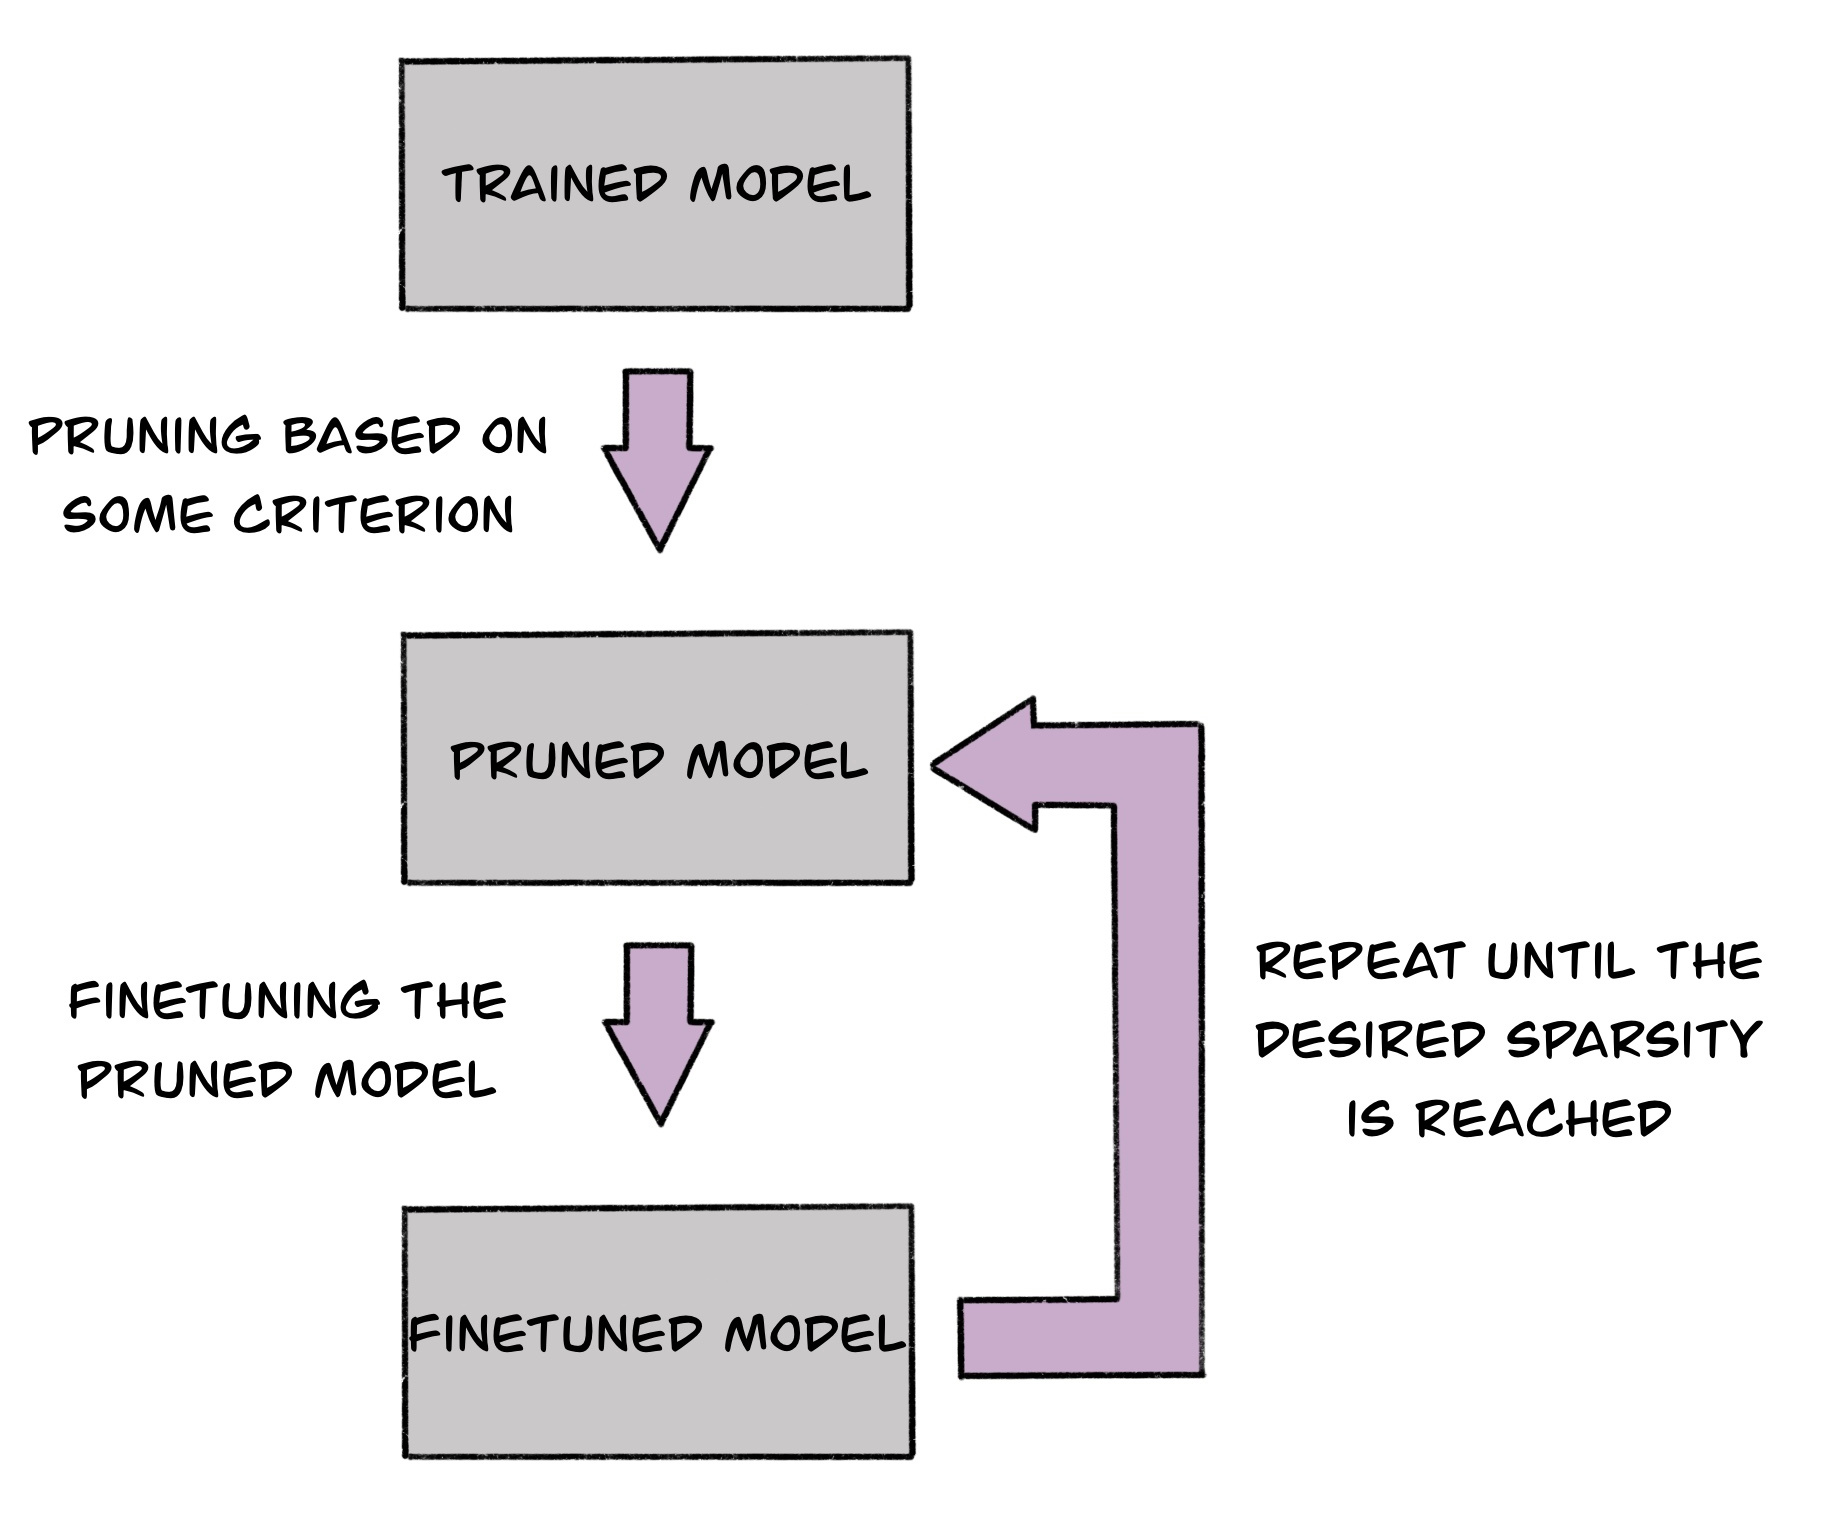 TRAINED MODEL
PRUNING BASED ON
SOME CRITERION
PRUNED MODEL
FINETUNING THE
PRUNED MODEL
REPEAT UNTIL THE
DESIRED SPARSITY
IS REACHED
FINETUNED MODEL